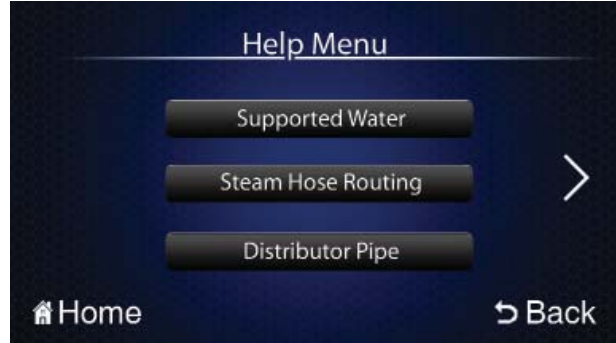 Help Menu
Supported Water
Steam Hose Routing
Distributor Pipe
Home
Back